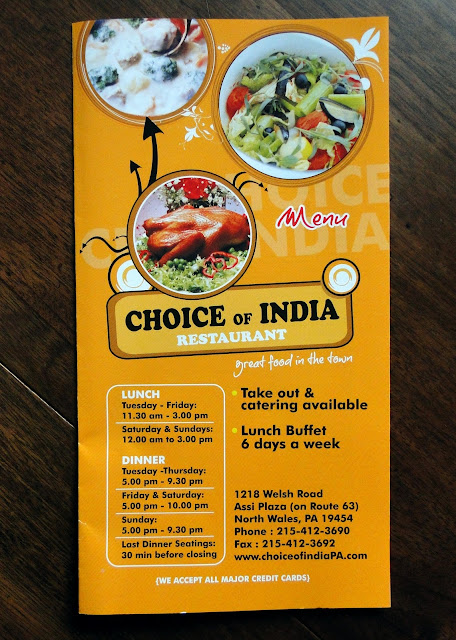 CHOICE
OF INDIA
Menu
CHOICE OF INDIA
RESTAURANT
great food in the town
LUNCH
Tuesday - Friday:
11.30 am - 3.00 pm
Saturday & Sundays:
12.00 am to 3.00 pm
DINNER
Tuesday -Thursday:
5.00 pm - 9.30 pm
Friday & Saturday:
5.00 pm - 10.00 pm
Sunday:
5.00 pm - 9.30 pm
Last Dinner Seatings:
30 min before closing
Take out &
catering available
Lunch Buffet
6 days a week
1218 Welsh Road
Assi Plaza (on Route 63)
North Wales, PA 19454
Phone : 215-412-3690
Fax : 215-412-3692
www.choiceofindiaPA.com
(WE ACCEPT ALL MAJOR CREDIT CARDS)